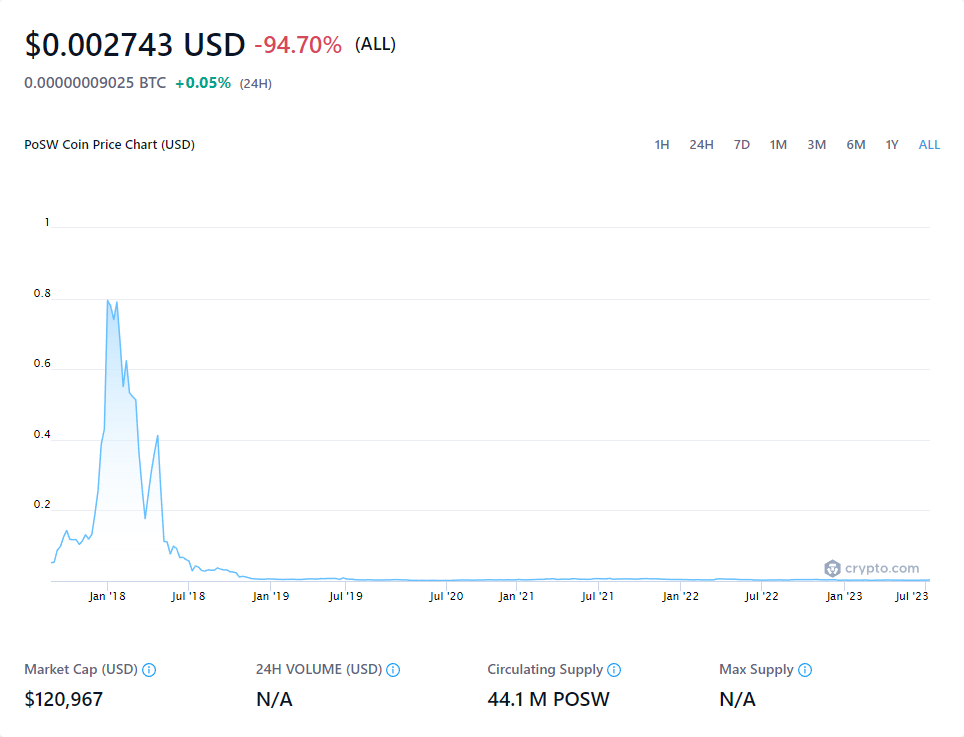 $0.002743 USD -94.70% (ALL)
0.00000009025 BTC +0.05% (24H)
PoSW Coin Price Chart (USD) 1H 24H 7D 1M 3M 6M 1Y ALL
1
0.8
0.6
0.4
0.2
crypto.com
Jan '18 Jul '18 Jan '19 Jul '19 Jul '20 Jan '21 Jul '21 Jan '22 Jul '22 Jan '23 Jul '23
Market Cap (USD) 24H VOLUME (USD) Circulating Supply Max Supply
$120,967 N/A 44.1 M POSW N/A